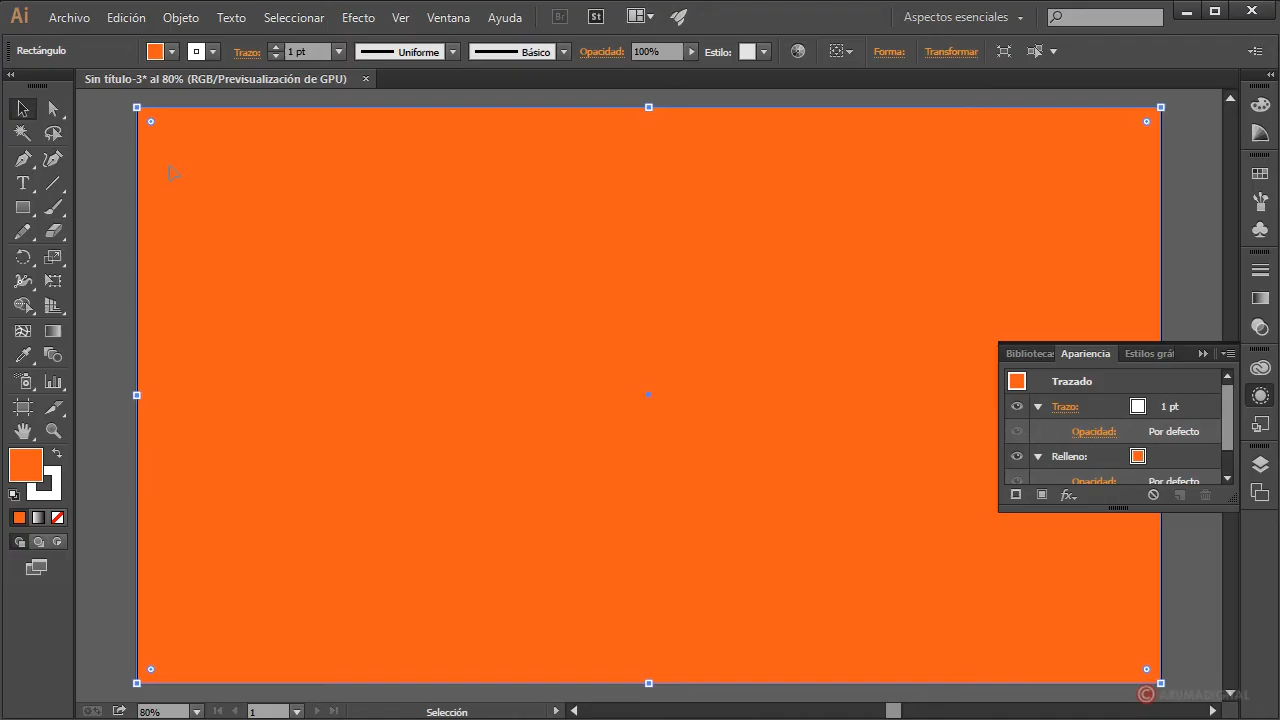 Ai Archivo Edición Objeto Texto Seleccionar Efecto Ver Ventana Ayuda Br St Aspectos esenciales
Rectángulo Trazo: 1 pt Uniforme Básico Opacidad: 100% Estilo: Forma: Transformar
Sin título-3* al 80% (RGB/Previsualización de GPU) ×
T
Bibliotecas Apariencia Estilos grá
Trazado
Trazo: 1 pt
Opacidad: Por defecto
Relleno:
Opacidad: Por defecto
fx
80% 1 Selección
© AKUMADIGITAL